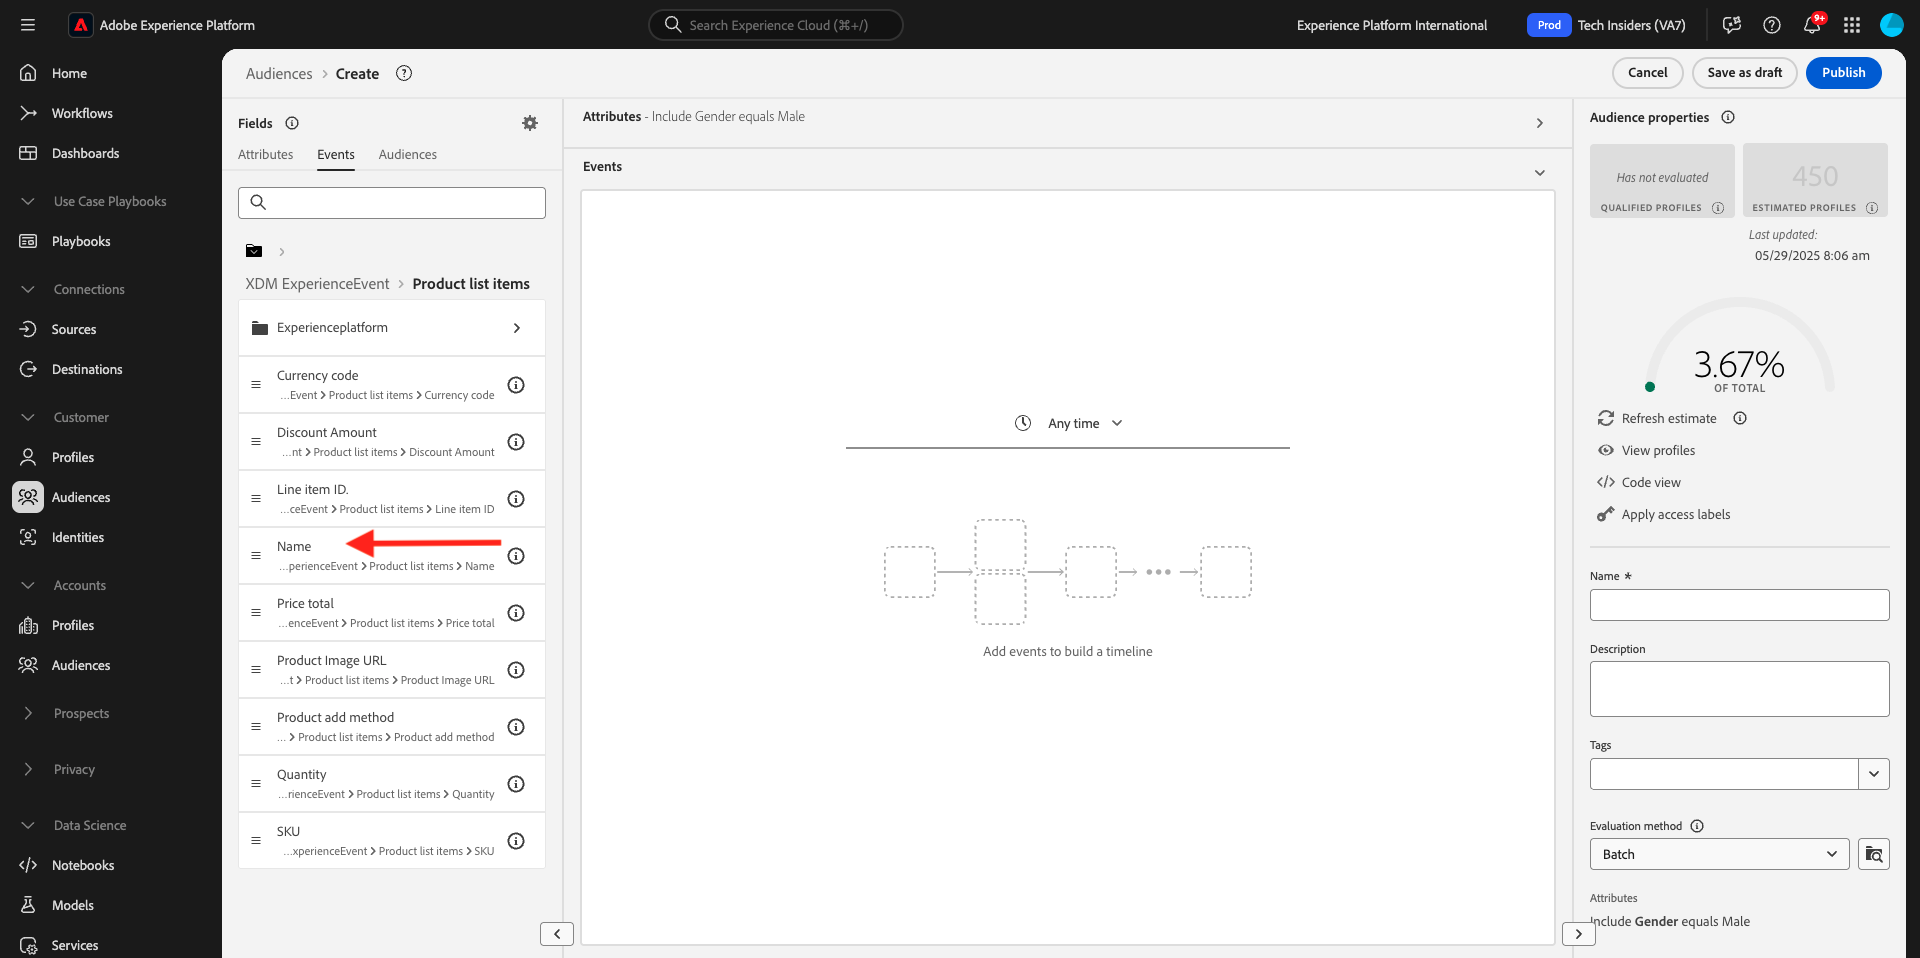 Adobe Experience Platform
Search Experience Cloud (⌘+/)
Experience Platform International
Prod
Tech Insiders (VA7)
9+
Home
Workflows
Dashboards
Use Case Playbooks
Playbooks
Connections
Sources
Destinations
Customer
Profiles
Audiences
Identities
Accounts
Profiles
Audiences
Prospects
Privacy
Data Science
Notebooks
Models
Services
Audiences > Create
Cancel
Save as draft
Publish
Fields
Attributes
Events
Audiences
XDM ExperienceEvent > Product list items
Experienceplatform
Currency code
...Event > Product list items > Currency code
Discount Amount
...nt > Product list items > Discount Amount
Line item ID.
...ceEvent > Product list items > Line item ID
Name
...perienceEvent > Product list items > Name
Price total
...enceEvent > Product list items > Price total
Product Image URL
...t > Product list items > Product Image URL
Product add method
... > Product list items > Product add method
Quantity
...rienceEvent > Product list items > Quantity
SKU
...xperienceEvent > Product list items > SKU
Attributes - Include Gender equals Male
Events
Any time
Add events to build a timeline
Audience properties
Has not evaluated
QUALIFIED PROFILES
450
ESTIMATED PROFILES
Last updated:
05/29/2025 8:06 am
3.67%
OF TOTAL
Refresh estimate
View profiles
Code view
Apply access labels
Name *
Description
Tags
Evaluation method
Batch
Attributes
Include Gender equals Male